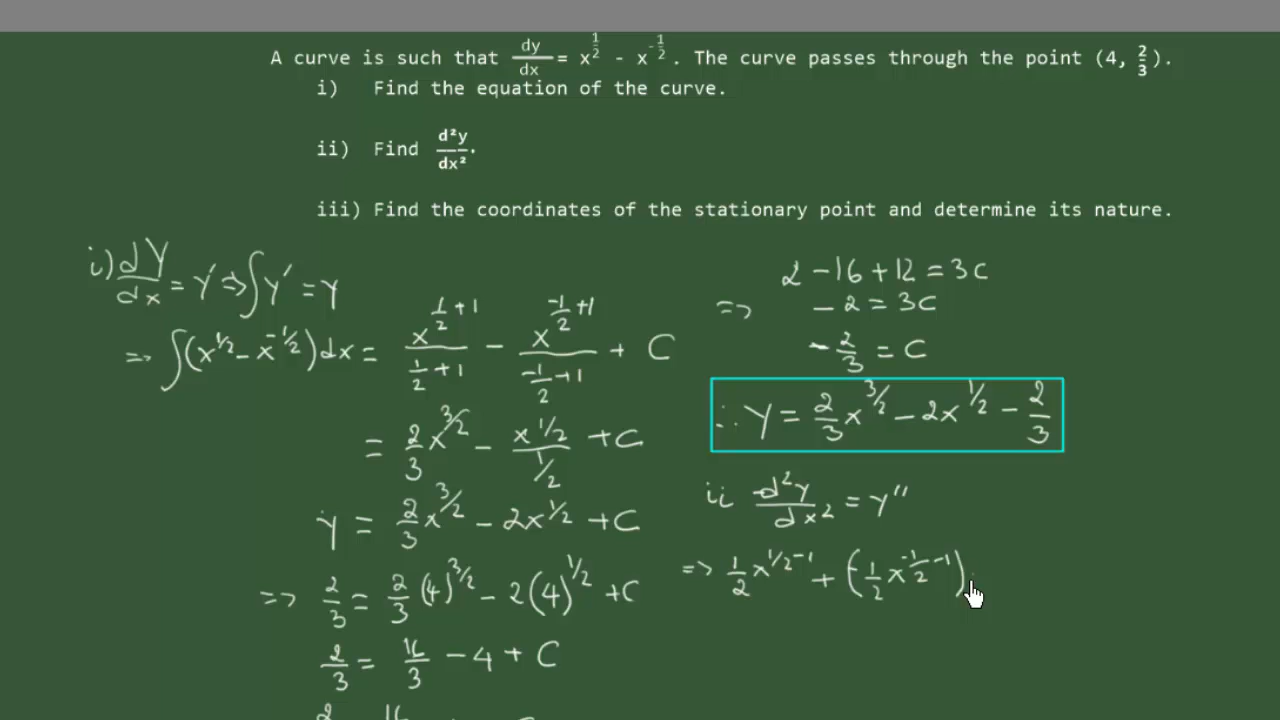 A curve is such that dy/dx = x^(1/2) - x^(-1/2). The curve passes through the point (4, 2/3).
i) Find the equation of the curve.
ii) Find d²y/dx².
iii) Find the coordinates of the stationary point and determine its nature.
i) dY/dx = Y' => ∫Y' = Y
=> ∫(x^(1/2) - x^(-1/2))dx = x^(1/2+1)/(1/2+1) - x^(-1/2+1)/(-1/2+1) + C
= 2/3 x^(3/2) - x^(1/2)/(1/2) + C
Y = 2/3 x^(3/2) - 2x^(1/2) + C
=> 2/3 = 2/3 (4)^(3/2) - 2(4)^(1/2) + C
2/3 = 16/3 - 4 + C
2 - 16 + 12 = 3C
=> -2 = 3C
-2/3 = C
∴ Y = 2/3 x^(3/2) - 2x^(1/2) - 2/3
ii d²y/dx² = Y''
=> 1/2 x^(1/2-1) + (-1/2 x^(-1/2-1))